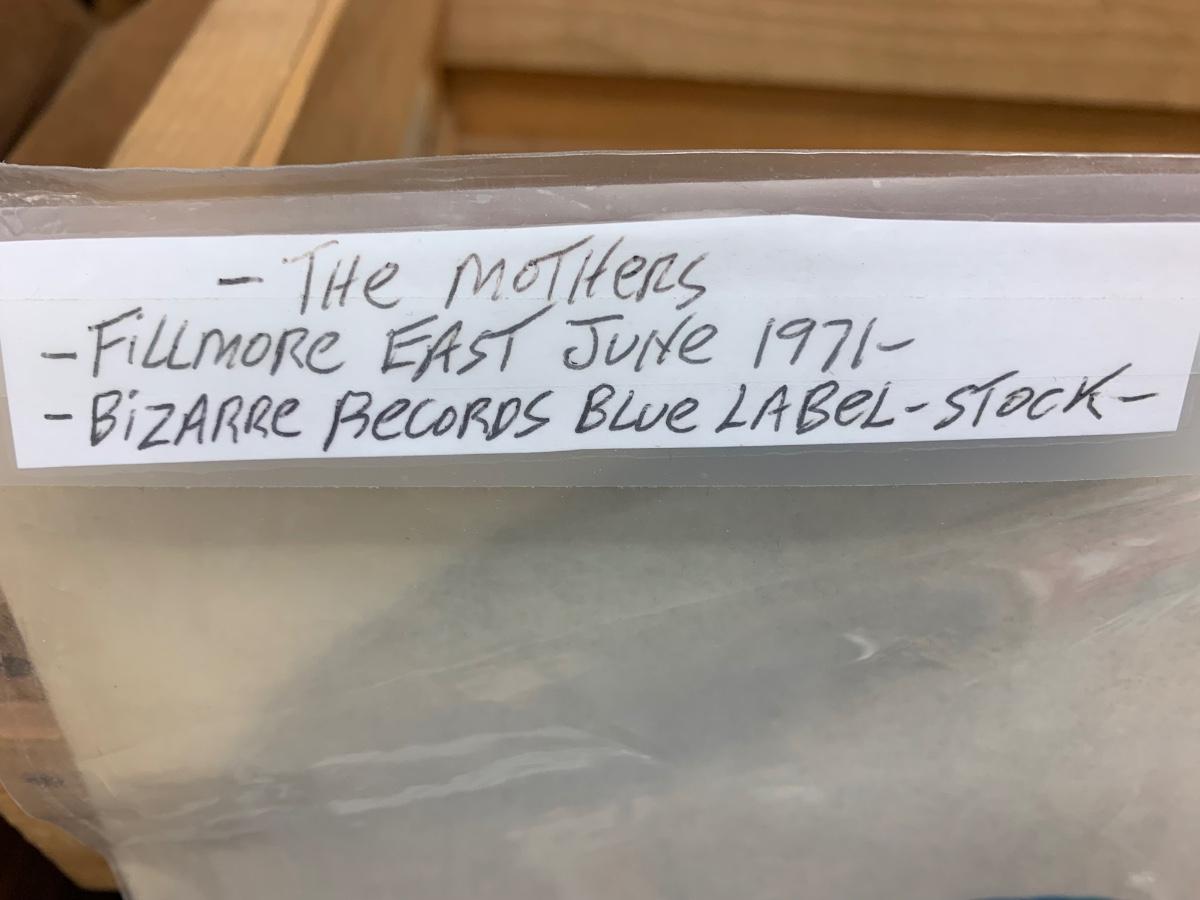 - THe MOTHeRS
- FiLLMORe EAST JUNe 1971 -
- BiZARRe ReCORDS BLUe LABeL - STOCK -